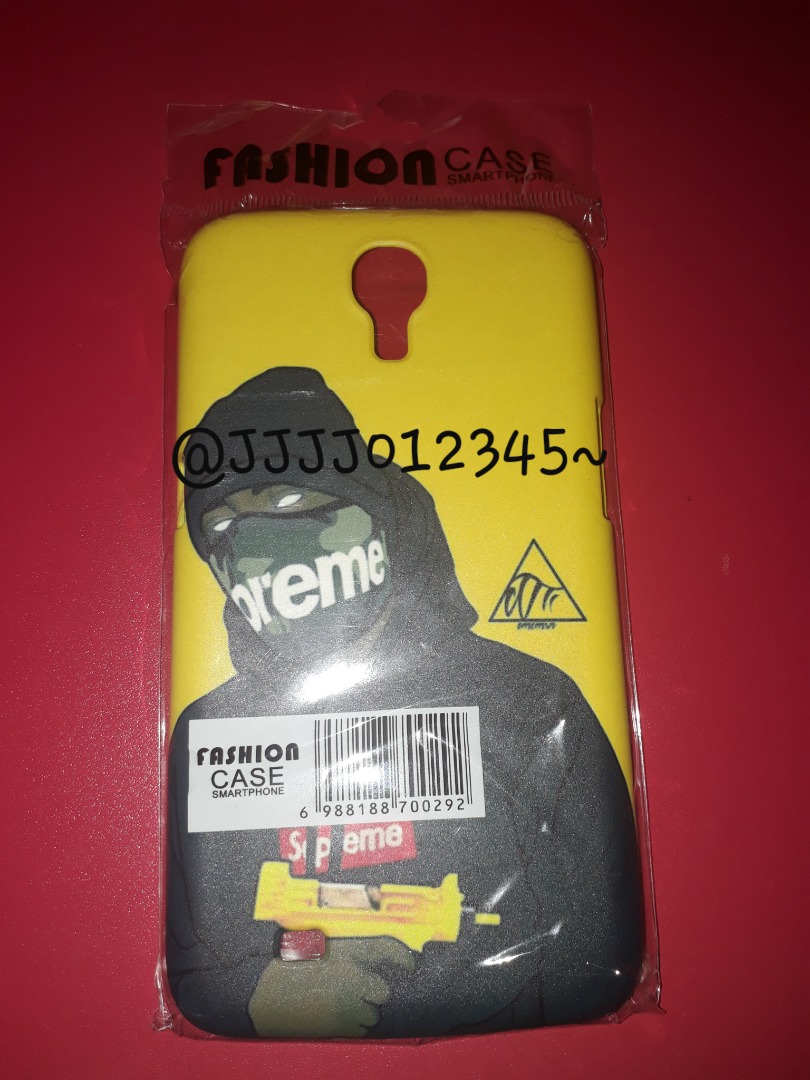 FASHION CASE
SMARTPHONE
@JJJJ012345~
preme
FASHION
CASE
SMARTPHONE
6 988188 700292
Supreme